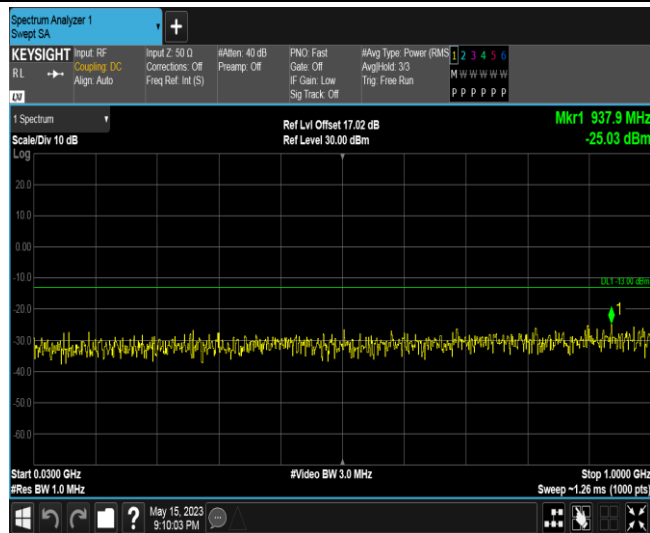 Spectrum Analyzer 1
Swept SA
+
KEYSIGHT
RL
LXI
Input: RF
Coupling: DC
Align: Auto
Input Z: 50 Ω
Corrections: Off
Freq Ref: Int (S)
#Atten: 40 dB
Preamp: Off
PNO: Fast
Gate: Off
IF Gain: Low
Sig Track: Off
#Avg Type: Power (RMS
Avg|Hold: 3/3
Trig: Free Run
1 2 3 4 5 6
M W W W W W
P P P P P P
1 Spectrum
Scale/Div 10 dB
Ref Lvl Offset 17.02 dB
Ref Level 30.00 dBm
Mkr1 937.9 MHz
-25.03 dBm
Log
20.0
10.0
0.00
-10.0
DL1 -13.00 dBm
-20.0
1
-30.0
-40.0
-50.0
-60.0
Start 0.0300 GHz
#Video BW 3.0 MHz
Stop 1.0000 GHz
#Res BW 1.0 MHz
Sweep ~1.26 ms (1000 pts)
?
May 15, 2023
9:10:03 PM